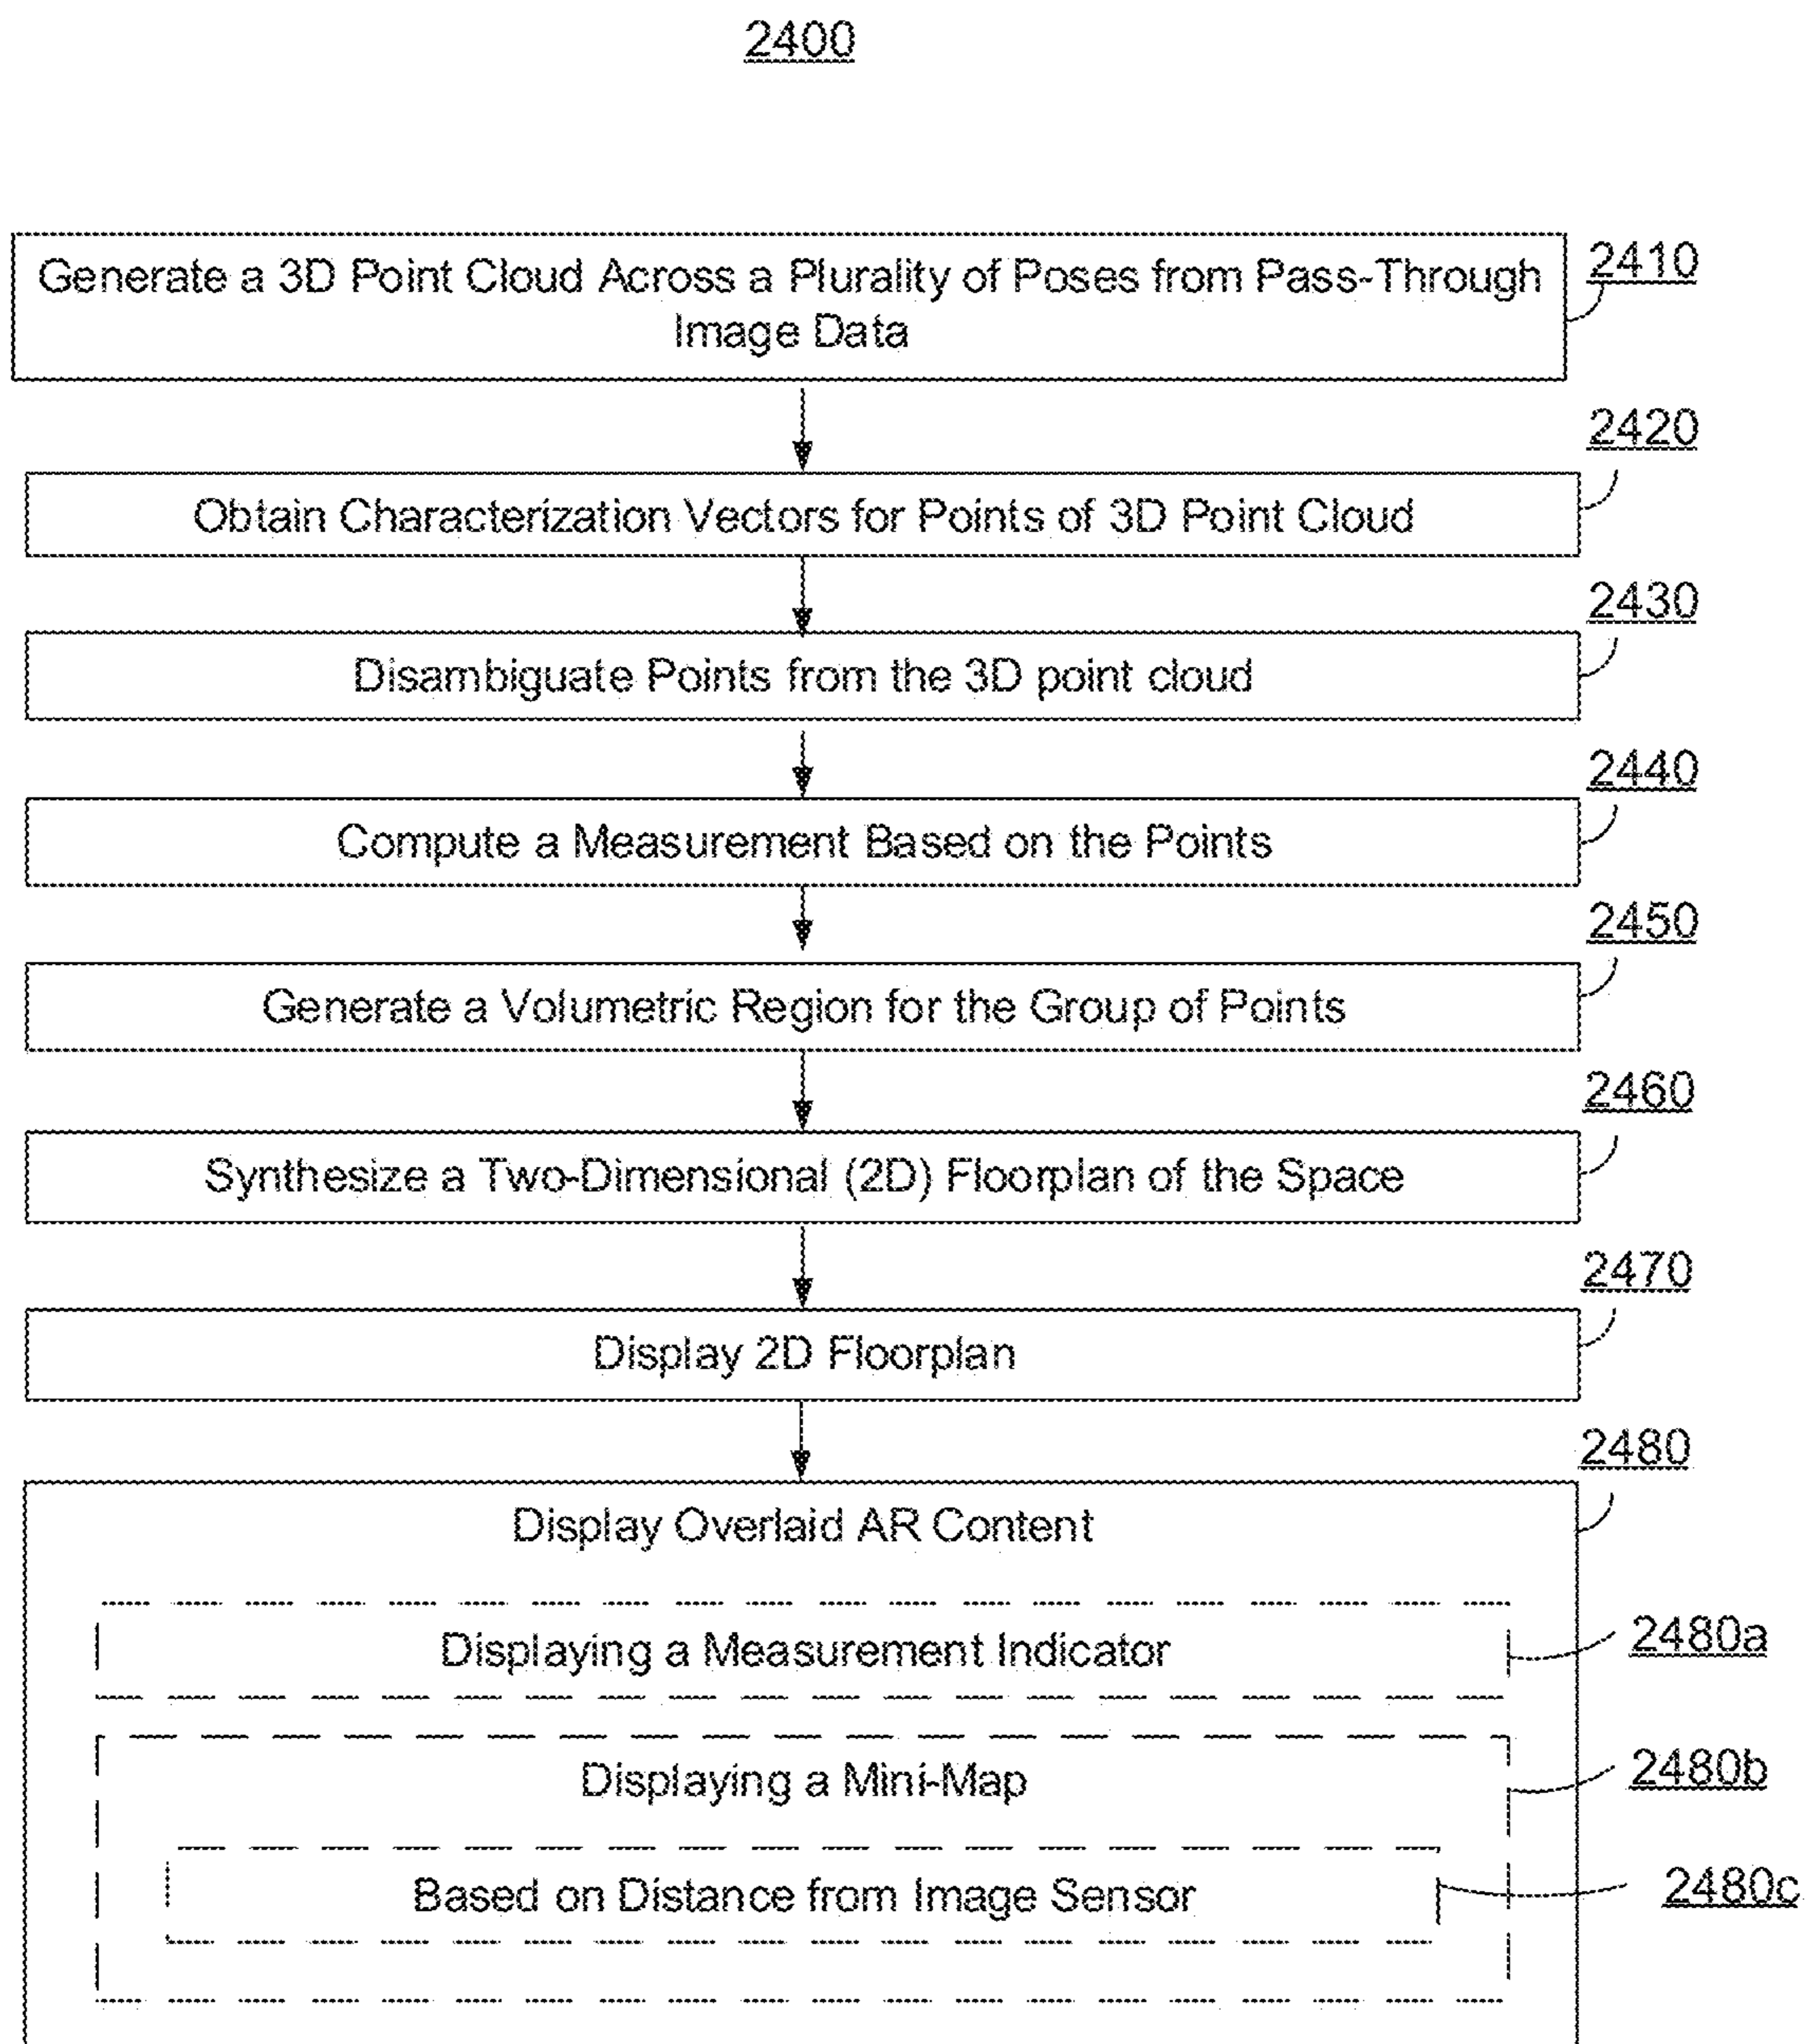 2400
Generate a 3D Point Cloud Across a Plurality of Poses from Pass-Through
Image Data
2410
2420
Obtain Characterization Vectors for Points of 3D Point Cloud
2430
Disambiguate Points from the 3D point cloud
2440
Compute a Measurement Based on the Points
2450
Generate a Volumetric Region for the Group of Points
2460
Synthesize a Two-Dimensional (2D) Floorplan of the Space
2470
Display 2D Floorplan
2480
Display Overlaid AR Content
Displaying a Measurement Indicator
2480a
Displaying a Mini-Map
2480b
Based on Distance from Image Sensor
2480c